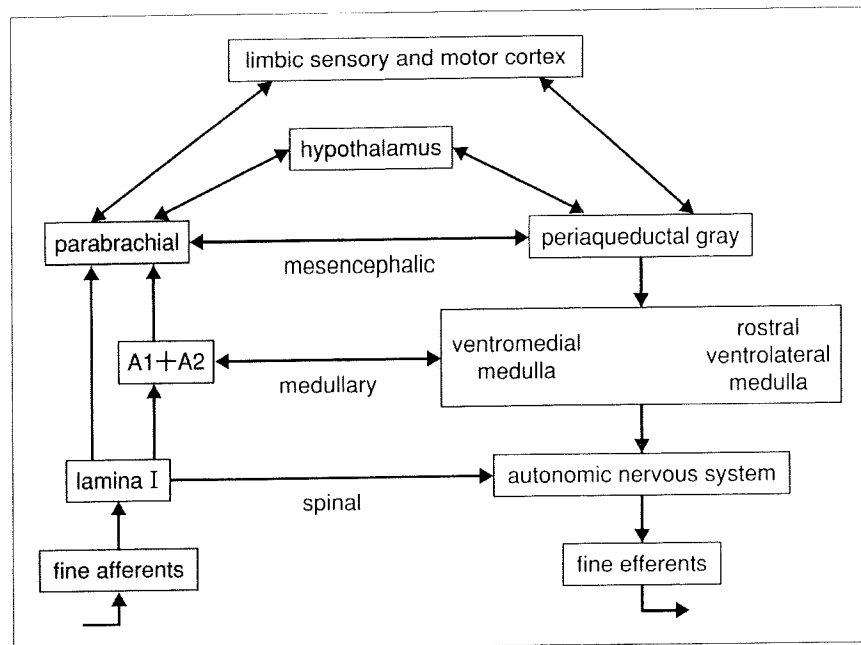 limbic sensory and motor cortex
hypothalamus
parabrachial
periaqueductal gray
mesencephalic
A1+A2
ventromedial
medulla
rostral
ventrolateral
medulla
medullary
lamina I
autonomic nervous system
spinal
fine afferents
fine efferents